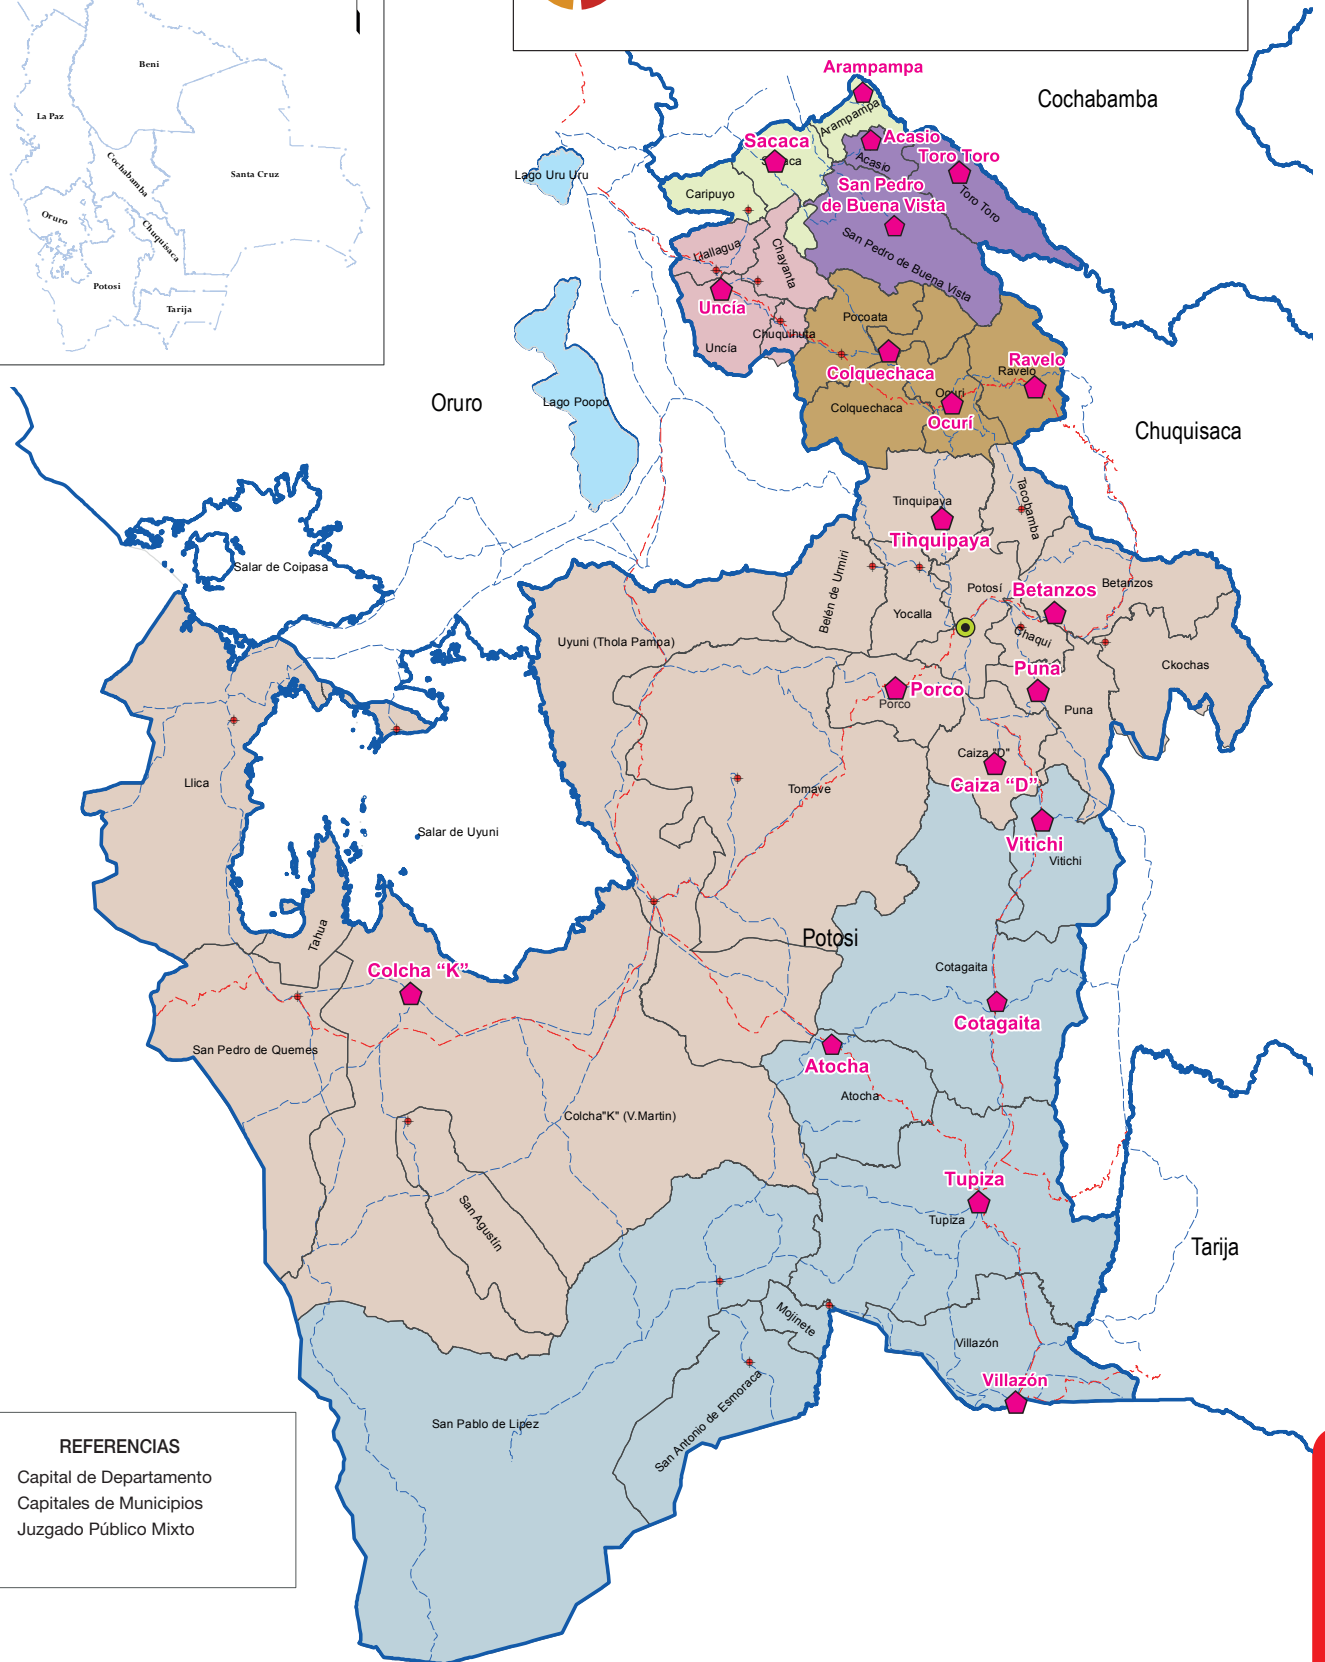 Beni
La Paz
Cochabamba
Santa Cruz
Oruro
Chuquisaca
Potosi
Tarija
Arampampa
Cochabamba
Arampampa
Acasio
Sacaca
Toro Toro
Acasio
Lago Uru Uru
San Pedro
de Buena Vista
Caripuyo
Toro Toro
Llallagua
Chayanta
San Pedro de Buena Vista
Uncía
Pocoata
Chuquihuta
Uncía
Ravelo
Colquechaca
Ravelo
Oruro
Lago Poopó
Ocurí
Colquechaca
Ocurí
Chuquisaca
Tinquipaya
Tacobamba
Tinquipaya
Salar de Coipasa
Belén de Urmiri
Potosí
Betanzos
Betanzos
Yocalla
Chaqui
Uyuni (Thola Pampa)
Puna
Ckochas
Porco
Porco
Puna
Caiza "D"
Llica
Tomave
Caiza “D”
Salar de Uyuni
Vitichi
Vitichi
Tahua
Potosi
Colcha “K”
Cotagaita
Cotagaita
San Pedro de Quemes
Atocha
Atocha
Colcha"K" (V.Martin)
Tupiza
San Agustín
Tupiza
Tarija
Mojinete
Villazón
Villazón
San Pablo de Lipez
San Antonio de Esmoraca
REFERENCIAS
Capital de Departamento
Capitales de Municipios
Juzgado Público Mixto